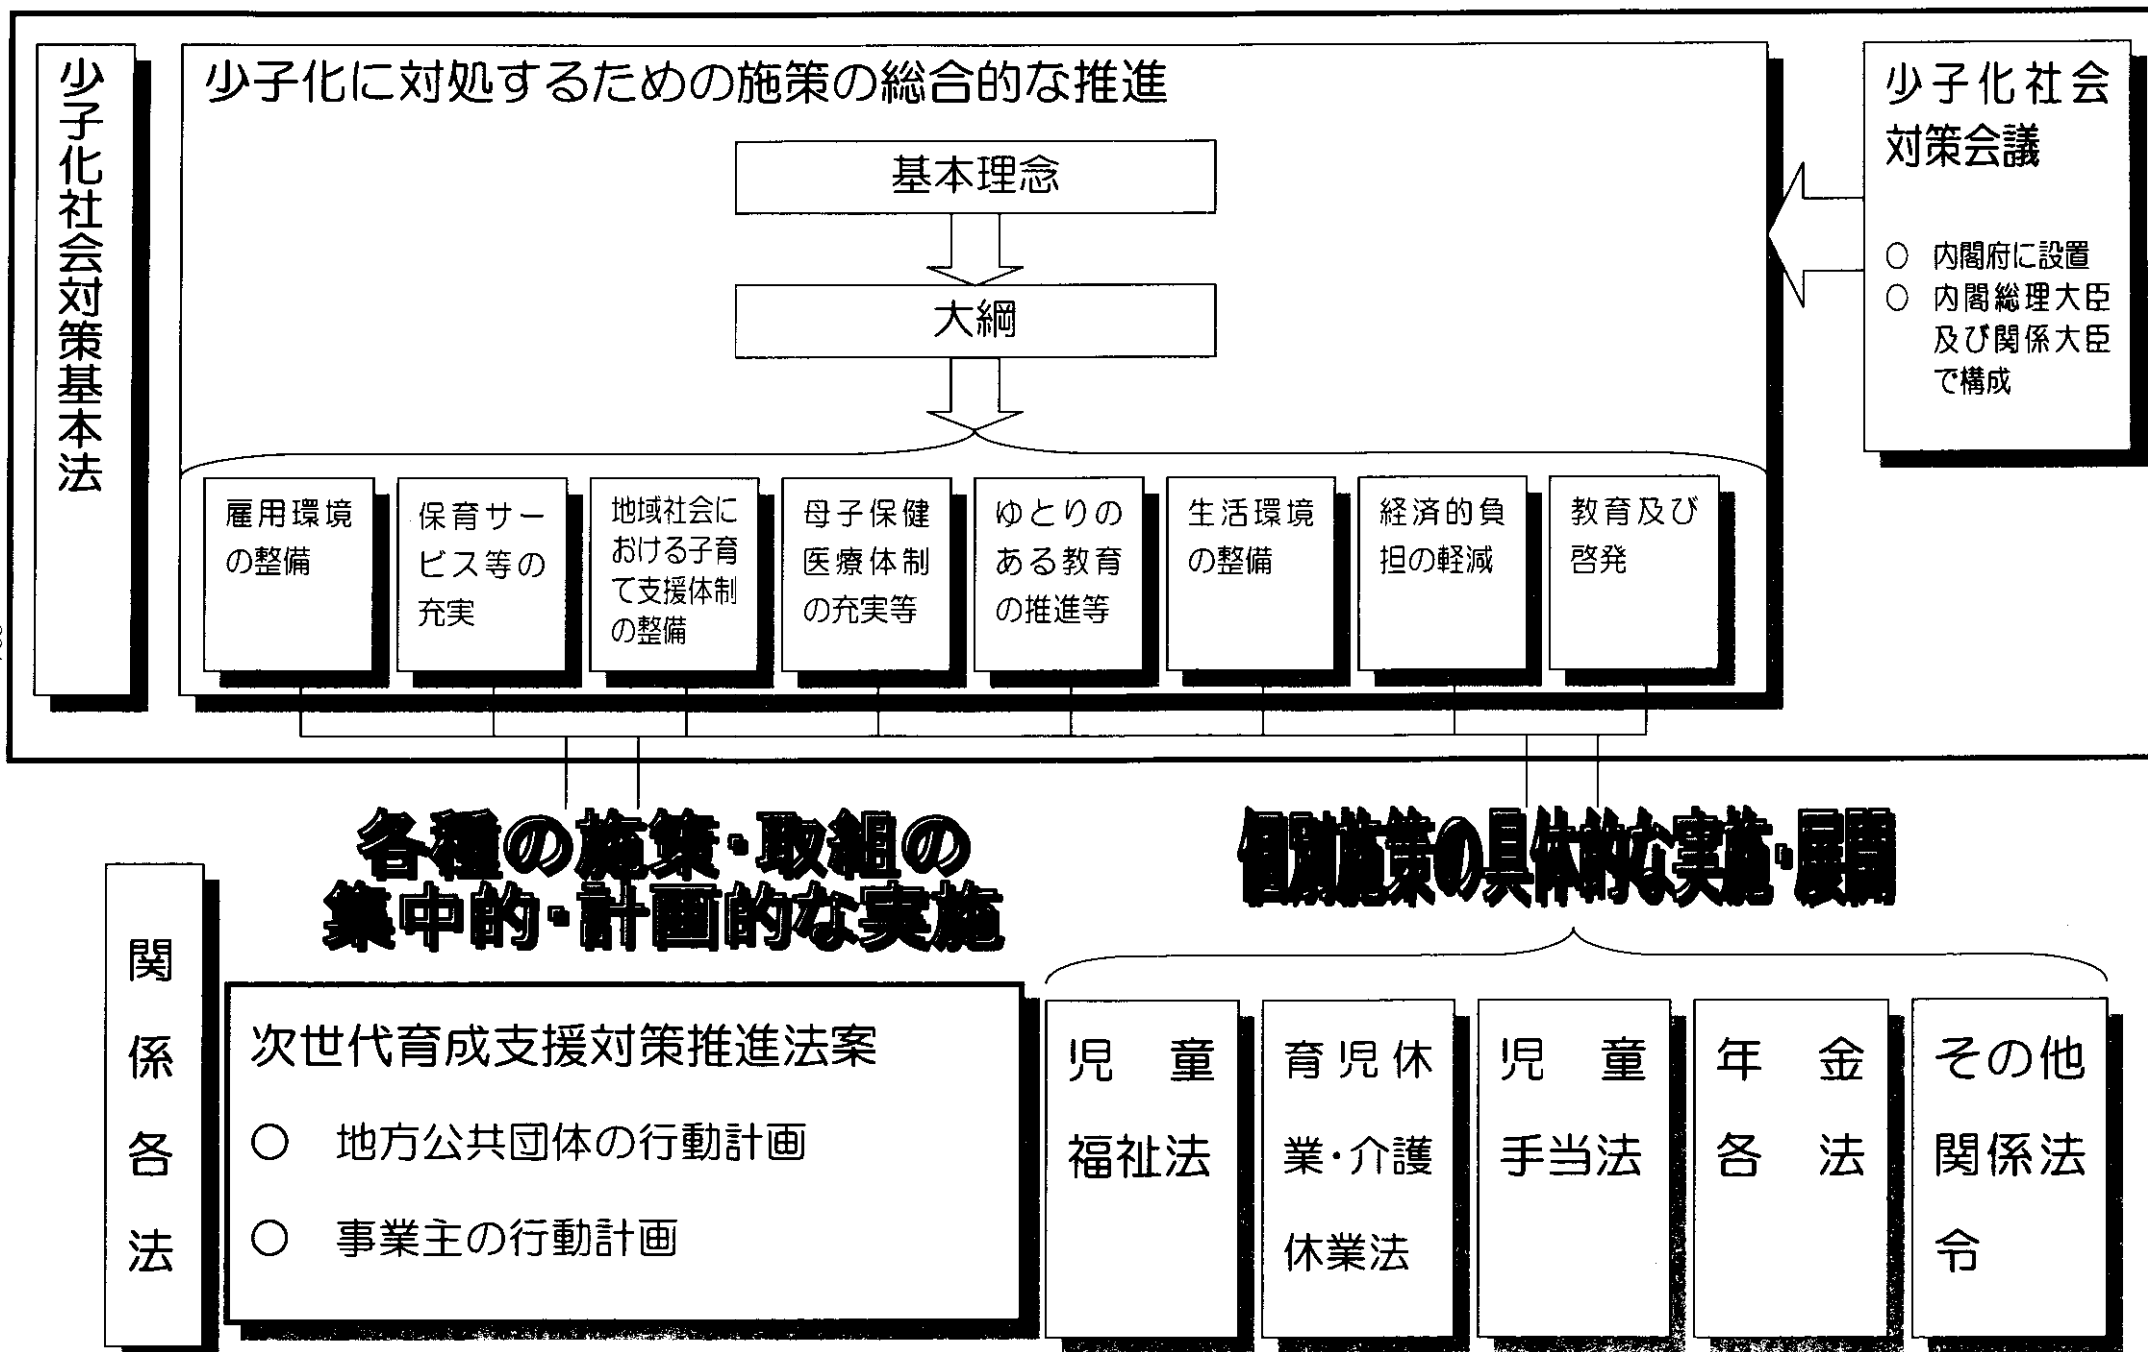 少子化社会対策基本法
少子化に対処するための施策の総合的な推進
基本理念
大綱
少子化社会
対策会議
○ 内閣府に設置
○ 内閣総理大臣
及び関係大臣
で構成
雇用環境
の整備
保育サー
ビス等の
充実
地域社会に
おける子育
て支援体制
の整備
母子保健
医療体制
の充実等
ゆとりの
ある教育
の推進等
生活環境
の整備
経済的負
担の軽減
教育及び
啓発
各種の施策・取組の
集中的・計画的な実施
個別施策の具体的な実施・展開
関係各法
次世代育成支援対策推進法案
○ 地方公共団体の行動計画
○ 事業主の行動計画
児童
福祉法
育児休
業・介護
休業法
児童
手当法
年金
各法
その他
関係法
令